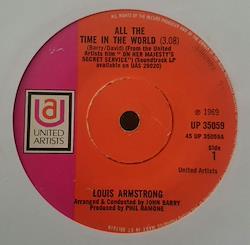 ALL THE
TIME IN THE WORLD (3.08)
(Barry/David) (From the United
Artists film " ON HER MAJESTY'S
SECRET SERVICE") (Soundtrack LP
available on UAS 29020)
UA
UNITED
ARTISTS
℗ 1969
UP 35059
45 UP 35059A
Side
1
United Artists
LOUIS ARMSTRONG
Arranged & Conducted by JOHN BARRY
Produced by PHIL RAMONE